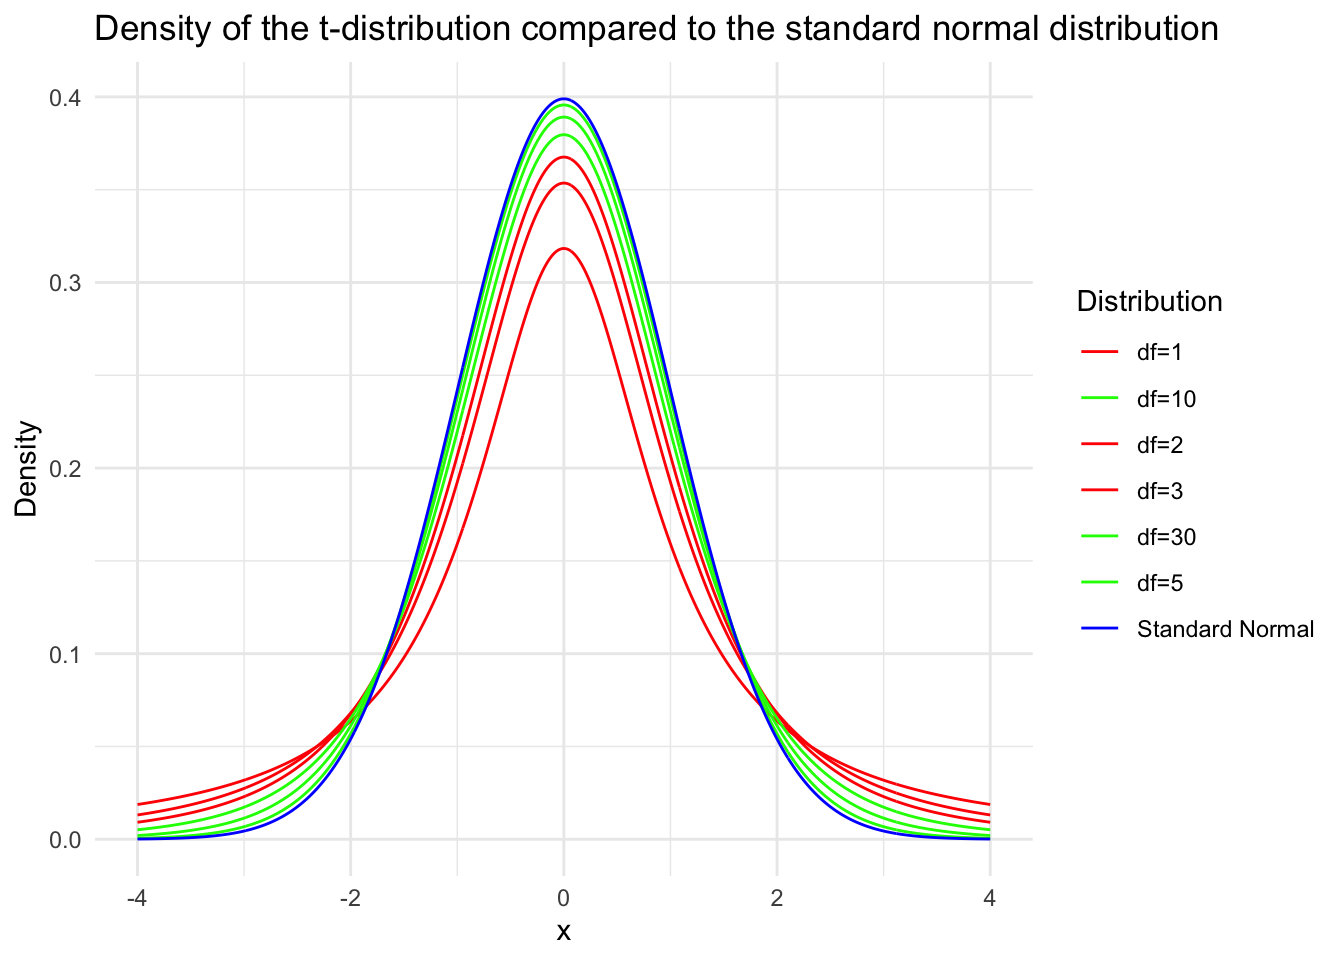 Density of the t-distribution compared to the standard normal distribution
0.4
0.3
0.2
0.1
0.0
Density
-4 -2 0 2 4
x
Distribution
df=1
df=10
df=2
df=3
df=30
df=5
Standard Normal